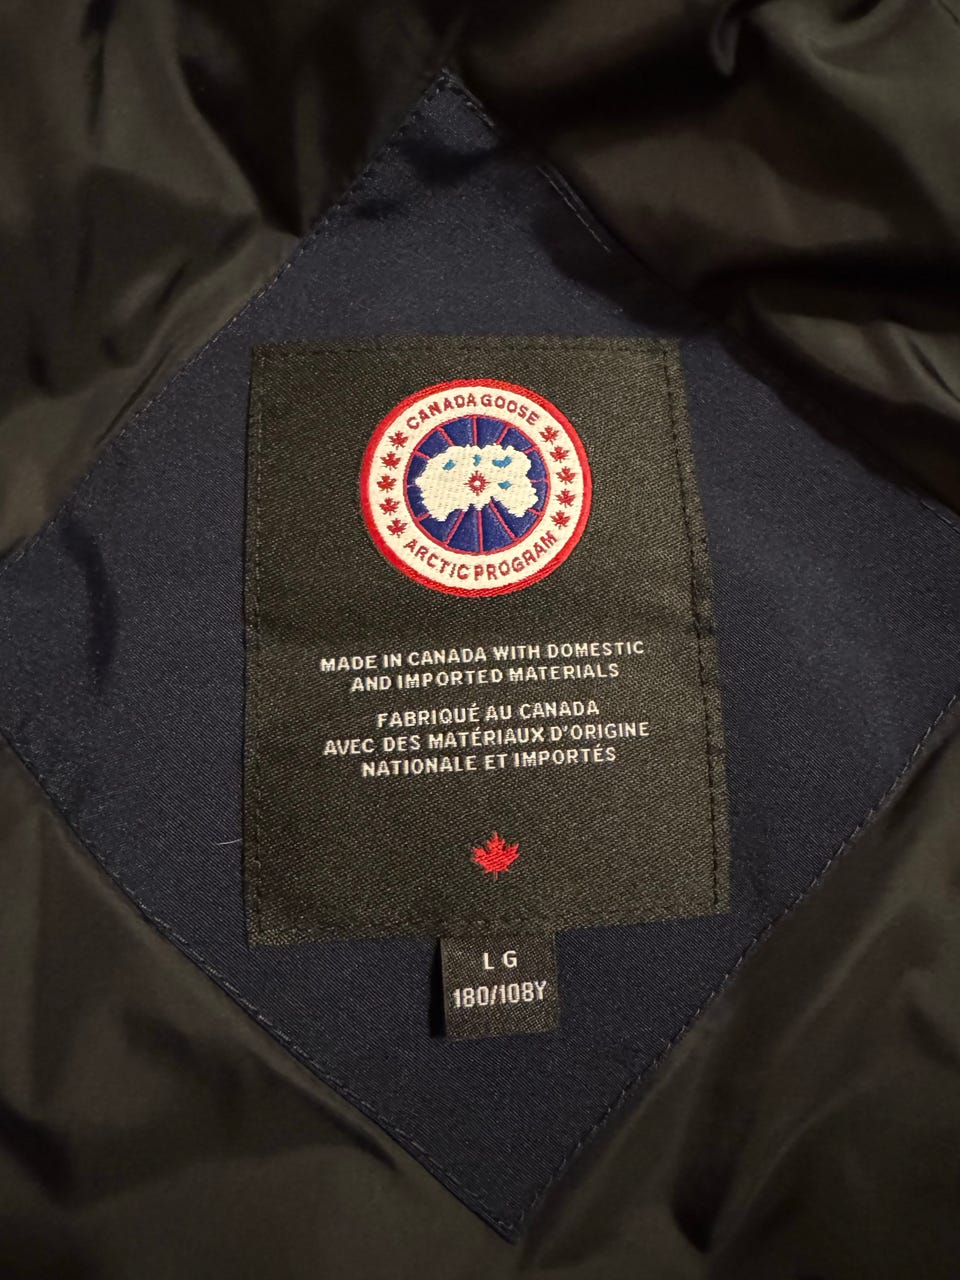 CANADA GOOSE
ARCTIC PROGRAM
MADE IN CANADA WITH DOMESTIC
AND IMPORTED MATERIALS
FABRIQUÉ AU CANADA
AVEC DES MATÉRIAUX D'ORIGINE
NATIONALE ET IMPORTÉS
LG
180/108Y